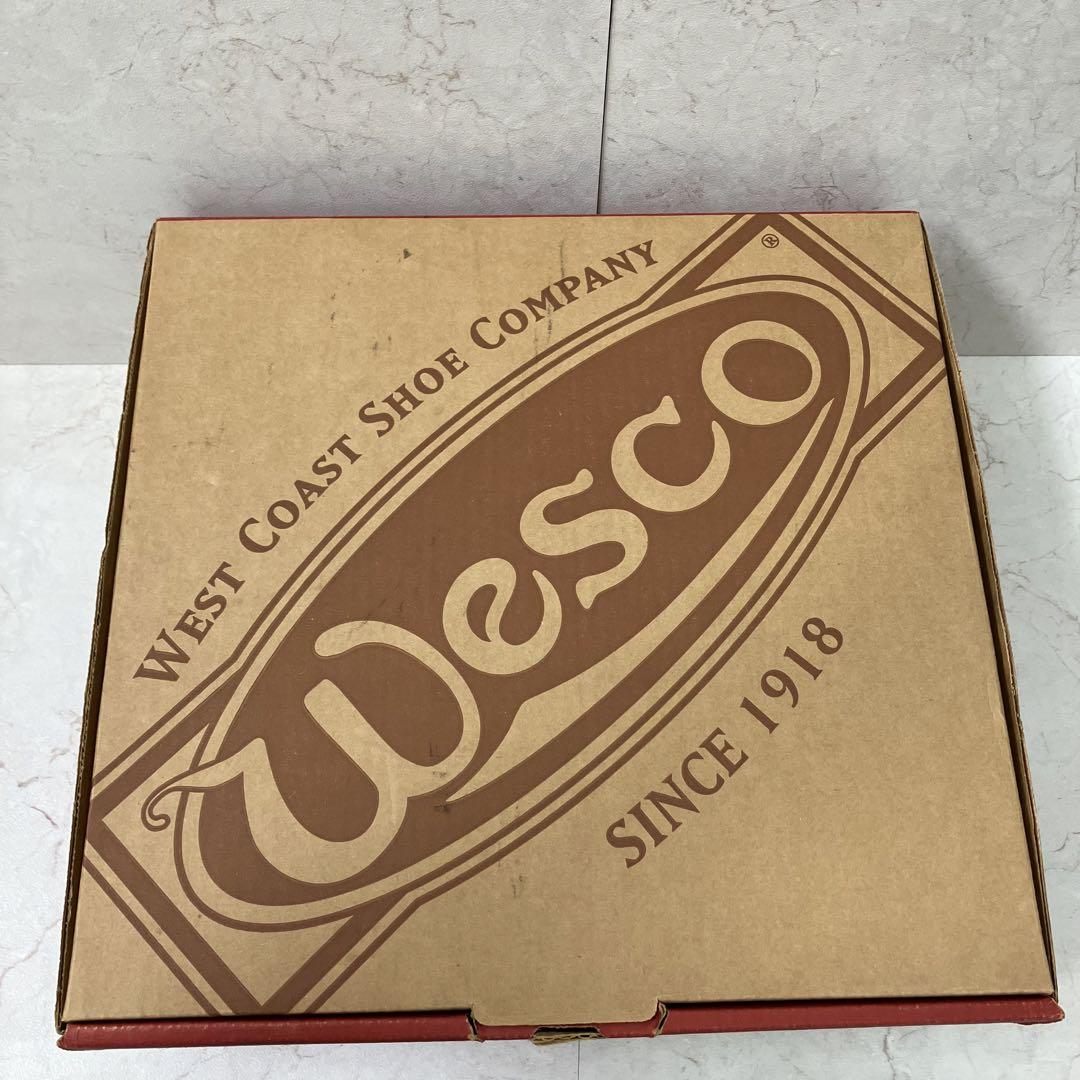 WEST COAST SHOE COMPANY
®
Wesco
SINCE 1918